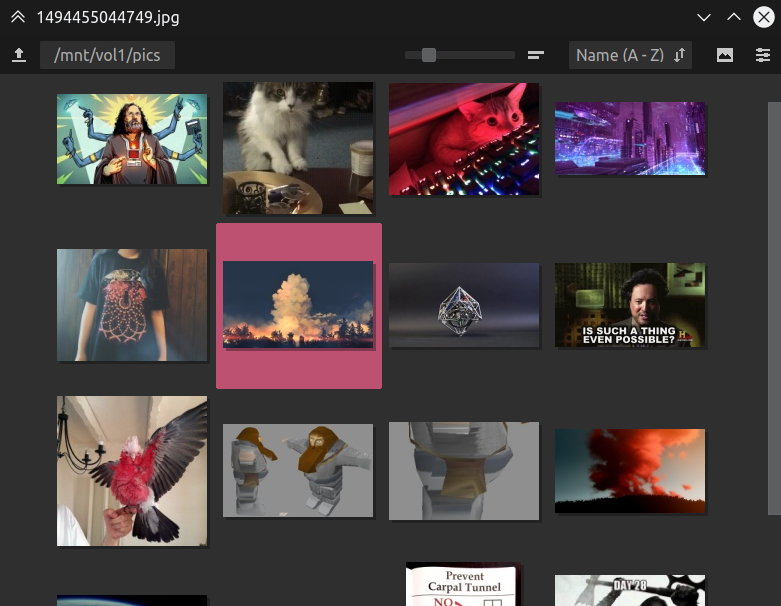 1494455044749.jpg
/mnt/vol1/pics
Name (A - Z)
IS SUCH A THING
EVEN POSSIBLE?
H
Prevent
Carpal Tunnel
NO
DAY 28